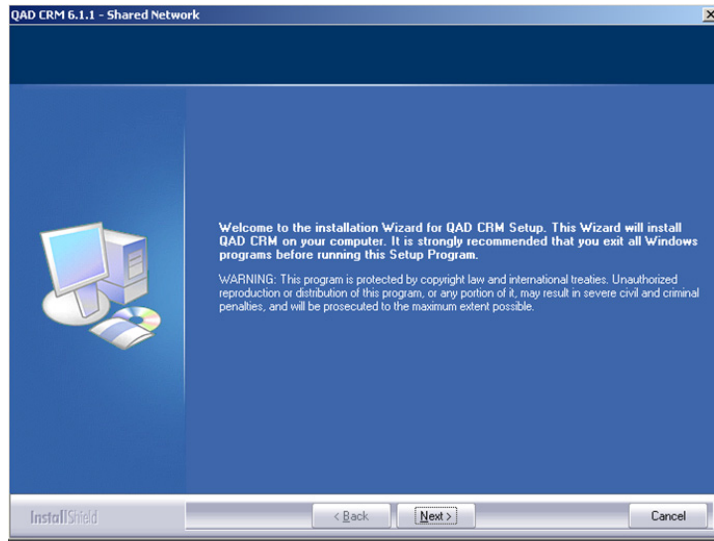 QAD CRM 6.1.1 - Shared Network
Welcome to the installation Wizard for QAD CRM Setup. This Wizard will install
QAD CRM on your computer. It is strongly recommended that you exit all Windows
programs before running this Setup Program.
WARNING: This program is protected by copyright law and international treaties. Unauthorized
reproduction or distribution of this program, or any portion of it, may result in severe civil and criminal
penalties, and will be prosecuted to the maximum extent possible.
InstallShield
< Back
Next >
Cancel